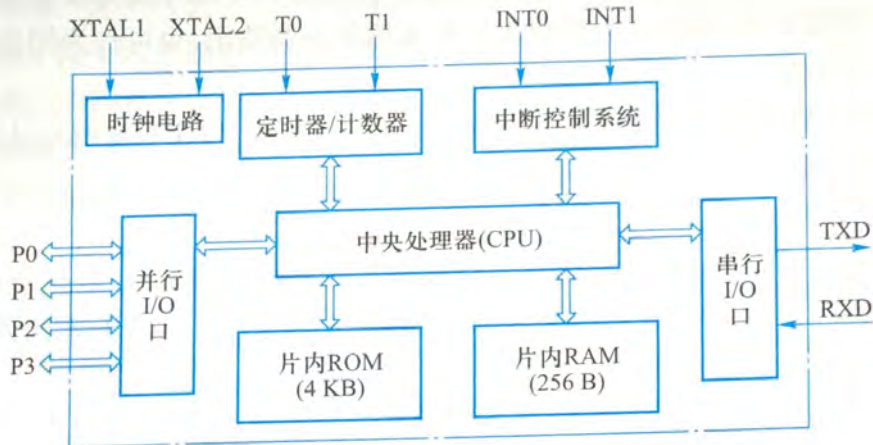 XTAL1 XTAL2 T0 T1 INT0 INT1
时钟电路
定时器/计数器
中断控制系统
中央处理器(CPU)
P0
P1
P2
P3
并行
I/O
口
串行
I/O
口
TXD
RXD
片内ROM
(4 KB)
片内RAM
(256 B)